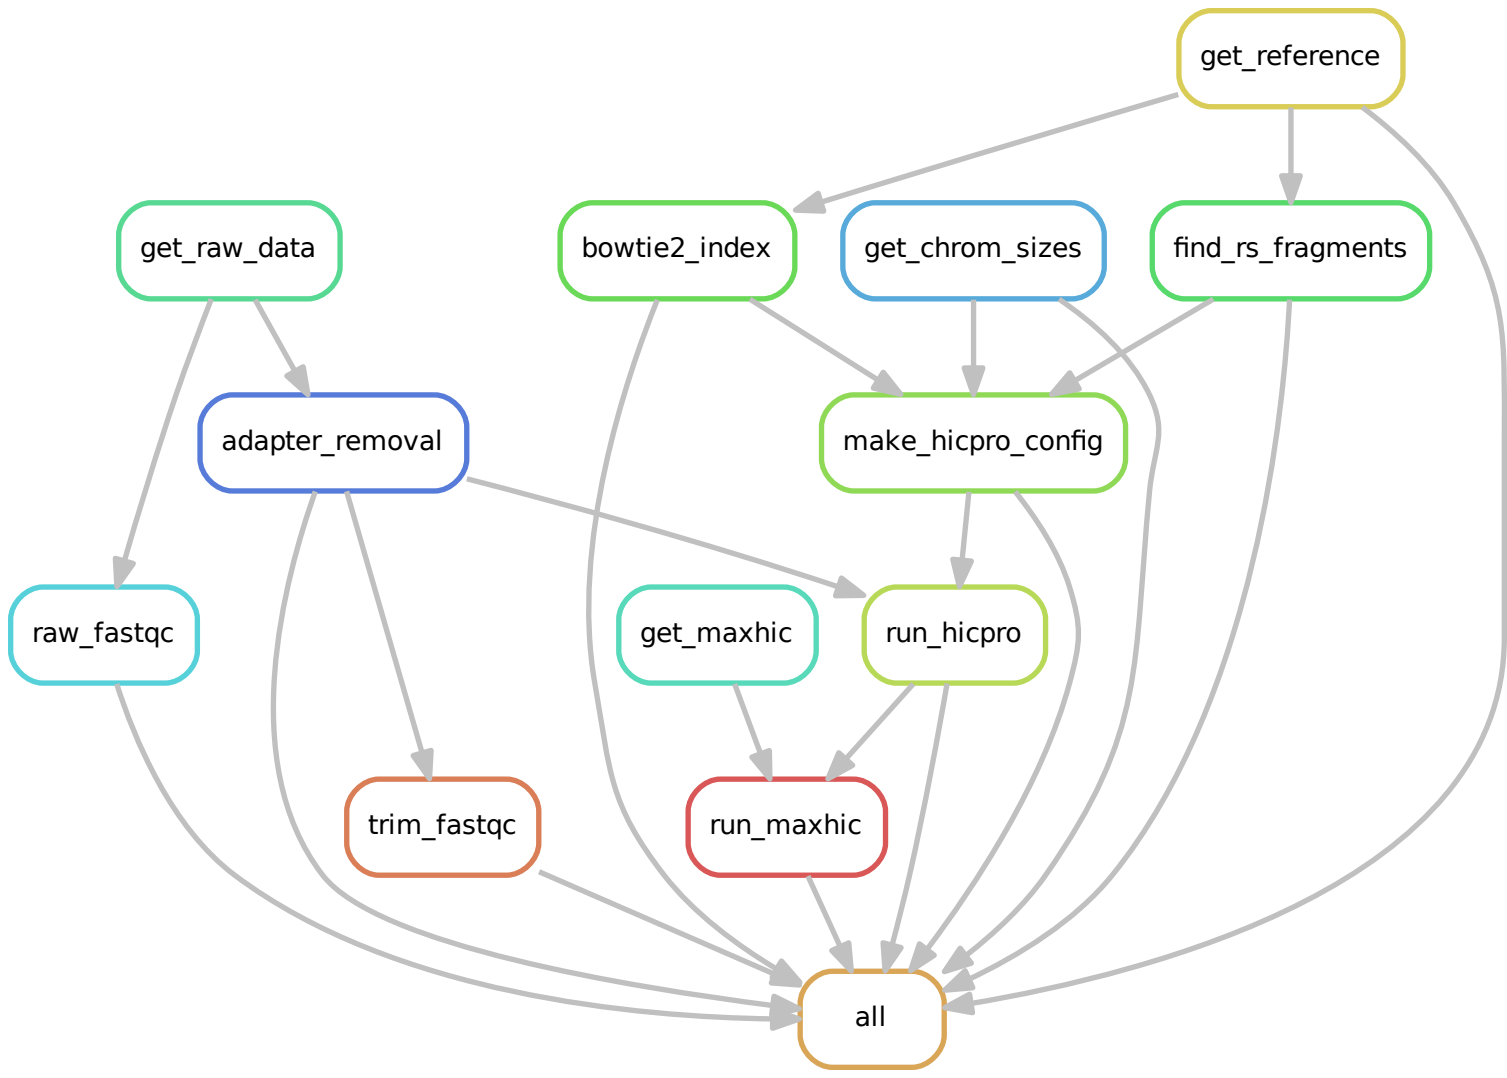 get_reference
get_raw_data
bowtie2_index
get_chrom_sizes
find_rs_fragments
adapter_removal
make_hicpro_config
raw_fastqc
get_maxhic
run_hicpro
trim_fastqc
run_maxhic
all